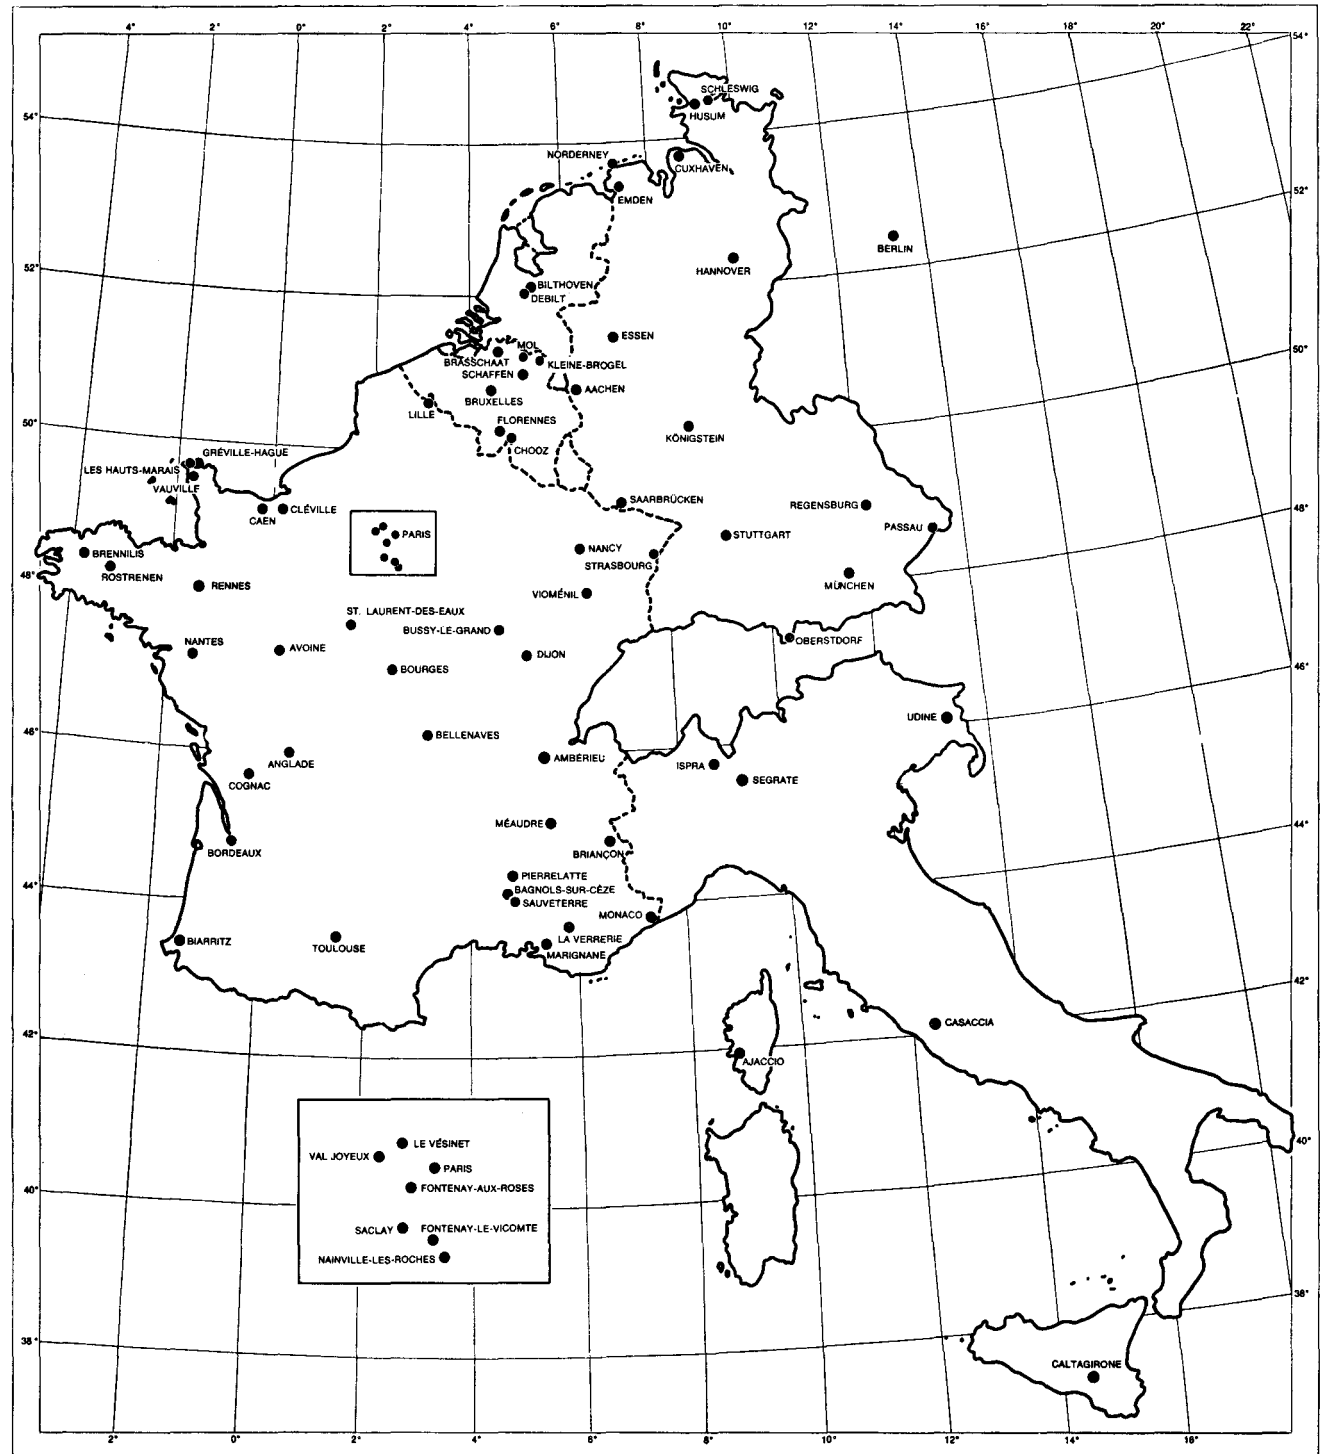 4° 2° 0° 2° 4° 6° 8° 10° 12° 14° 16° 18° 20° 22°
54°
SCHLESWIG
HUSUM
54°
NORDERNEY
CUXHAVEN
EMDEN
52°
BERLIN
HANNOVER
52°
BILTHOVEN
DEBILT
ESSEN
MOL
50°
BRASSCHAAT
KLEINE-BROGEL
SCHAFFEN
AACHEN
BRUXELLES
LILLE
FLORENNES
50°
KÖNIGSTEIN
CHOOZ
GRÉVILLE-HAGUE
LES HAUTS-MARAIS
VAUVILLE
SAARBRÜCKEN
REGENSBURG
48°
CLÉVILLE
CAEN
PASSAU
PARIS
STUTTGART
BRENNILIS
NANCY
STRASBOURG
ROSTRENEN
48°
RENNES
MÜNCHEN
VIOMÉNIL
ST. LAURENT-DES-EAUX
BUSSY-LE-GRAND
NANTES
AVOINE
DIJON
OBERSTDORF
BOURGES
46°
UDINE
46°
BELLENAVES
ANGLADE
AMBÉRIEU
ISPRA
SEGRATE
COGNAC
MÉAUDRE
44°
BORDEAUX
BRIANÇON
PIERRELATTE
44°
BAGNOLS-SUR-CÈZE
SAUVETERRE
MONACO
BIARRITZ
TOULOUSE
LA VERRERIE
MARIGNANE
42°
CASACCIA
42°
AJACCIO
40°
LE VÉSINET
VAL JOYEUX
PARIS
FONTENAY-AUX-ROSES
40°
SACLAY
FONTENAY-LE-VICOMTE
NAINVILLE-LES-ROCHES
38°
38°
CALTAGIRONE
2° 0° 2° 4° 6° 8° 10° 12° 14° 16°